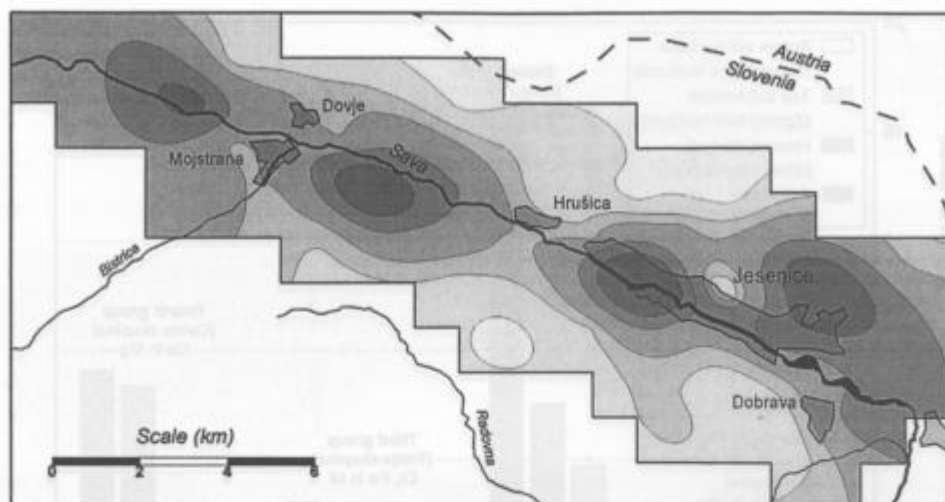 Austria
Slovenia
Dovje
Mojstrana
Sava
Hrušica
Bistrica
Jesenice
Dobrava
Radovna
Scale (km)
0 2 4 6